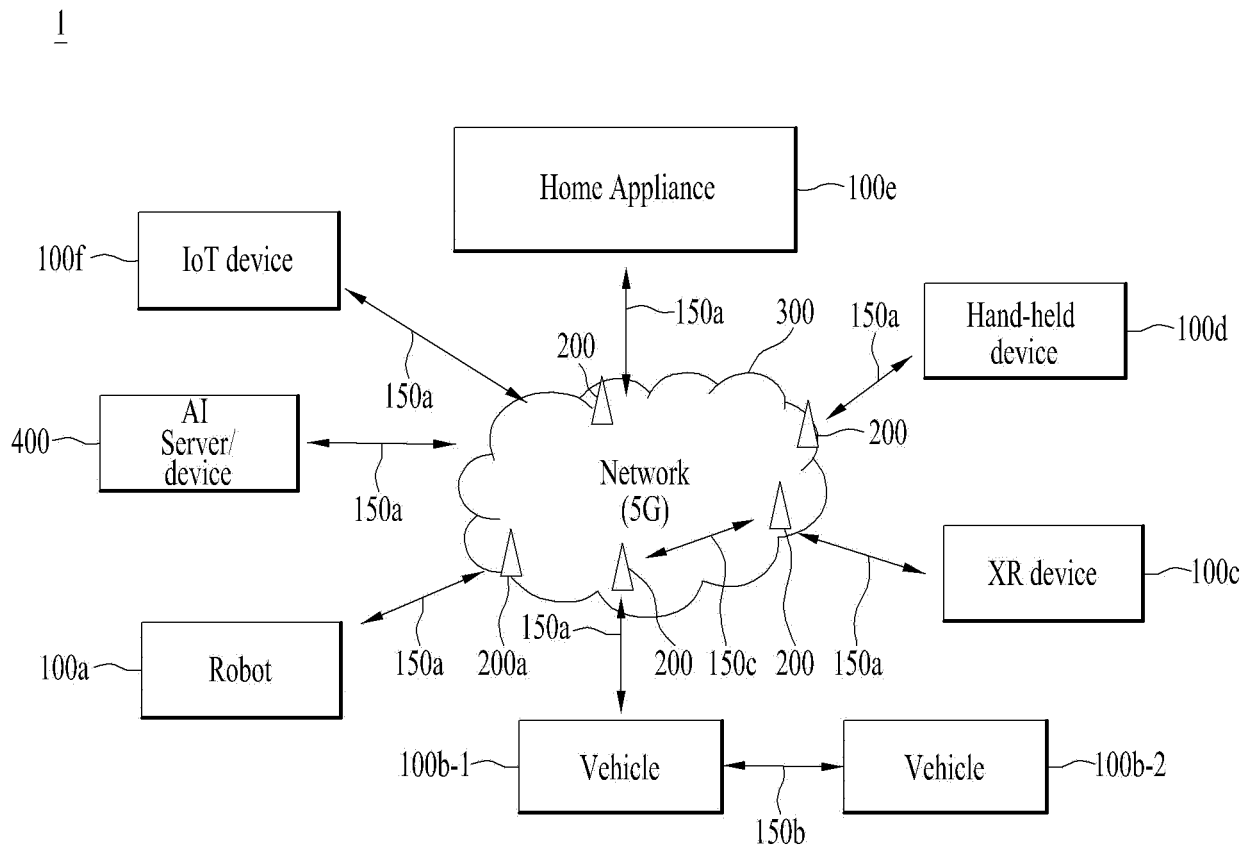 1
Home Appliance
100e
100f
IoT device
150a
300
150a
Hand-held
device
100d
200
150a
400
AI
Server/
device
200
150a
Network
(5G)
XR device
100c
150a
100a
Robot
150a
200a
200
150c
200
150a
100b-1
Vehicle
Vehicle
100b-2
150b